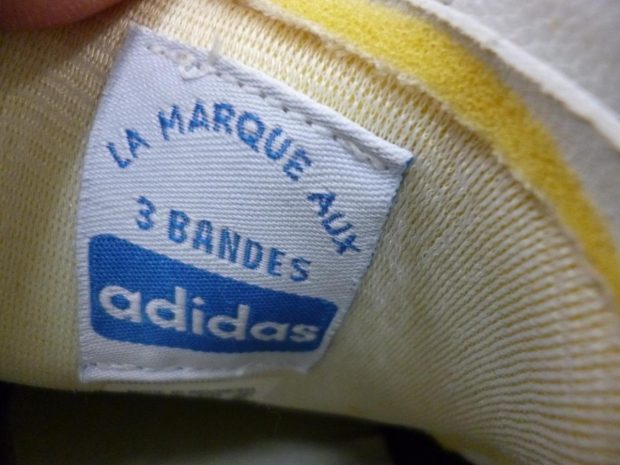 LA MARQUE AUX
3 BANDES
adidas